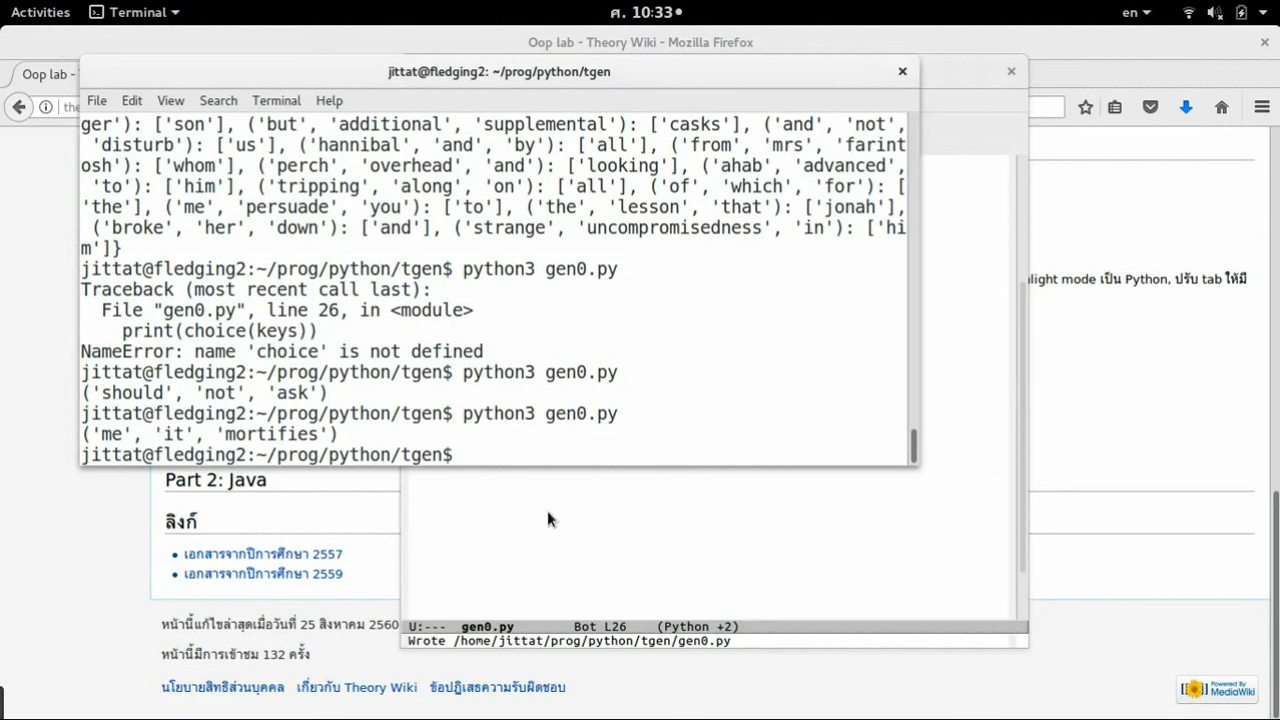 Activities Terminal ศ. 10:33 en
Oop lab - Theory Wiki - Mozilla Firefox
Oop lab -
jittat@fledging2: ~/prog/python/tgen
File Edit View Search Terminal Help
the
ger'): ['son'], ('but', 'additional', 'supplemental'): ['casks'], ('and', 'not',
'disturb'): ['us'], ('hannibal', 'and', 'by'): ['all'], ('from', 'mrs', 'farint
osh'): ['whom'], ('perch', 'overhead', 'and'): ['looking'], ('ahab', 'advanced',
'to'): ['him'], ('tripping', 'along', 'on'): ['all'], ('of', 'which', 'for'): [
'the'], ('me', 'persuade', 'you'): ['to'], ('the', 'lesson', 'that'): ['jonah'],
('broke', 'her', 'down'): ['and'], ('strange', 'uncompromisedness', 'in'): ['hi
m']}
jittat@fledging2:~/prog/python/tgen$ python3 gen0.py
Traceback (most recent call last):
File "gen0.py", line 26, in <module>
print(choice(keys))
NameError: name 'choice' is not defined
jittat@fledging2:~/prog/python/tgen$ python3 gen0.py
('should', 'not', 'ask')
jittat@fledging2:~/prog/python/tgen$ python3 gen0.py
('me', 'it', 'mortifies')
jittat@fledging2:~/prog/python/tgen$
light mode เป็น Python, ปรับ tab ให้มี
Part 2: Java
ลิงก์
เอกสารจากปีการศึกษา 2557
เอกสารจากปีการศึกษา 2559
หน้านี้แก้ไขล่าสุดเมื่อวันที่ 25 สิงหาคม 2560
หน้านี้มีการเข้าชม 132 ครั้ง
นโยบายสิทธิส่วนบุคคล เกี่ยวกับ Theory Wiki ข้อปฏิเสธความรับผิดชอบ
U:--- gen0.py Bot L26 (Python +2)
Wrote /home/jittat/prog/python/tgen/gen0.py
Powered By
MediaWiki